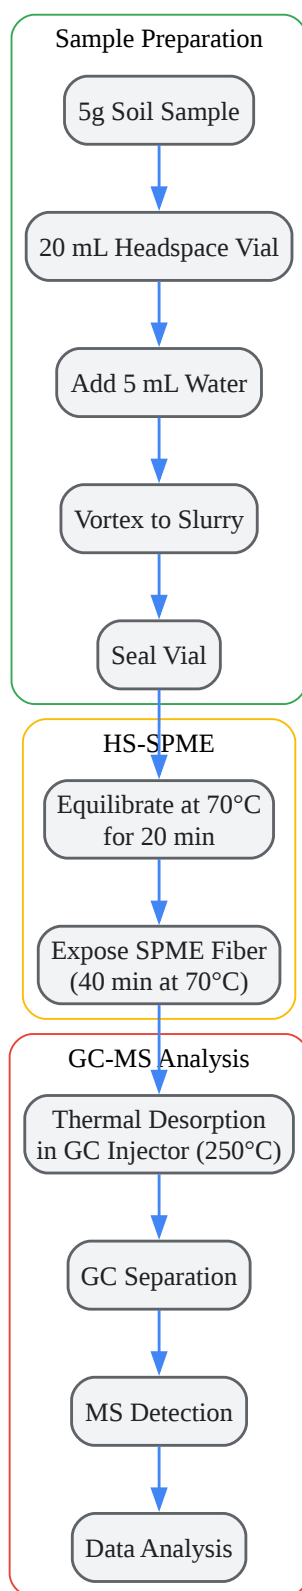 Sample Preparation
5g Soil Sample
20 mL Headspace Vial
Add 5 mL Water
Vortex to Slurry
Seal Vial
HS-SPME
Equilibrate at 70°C
for 20 min
Expose SPME Fiber
(40 min at 70°C)
GC-MS Analysis
Thermal Desorption
in GC Injector (250°C)
GC Separation
MS Detection
Data Analysis